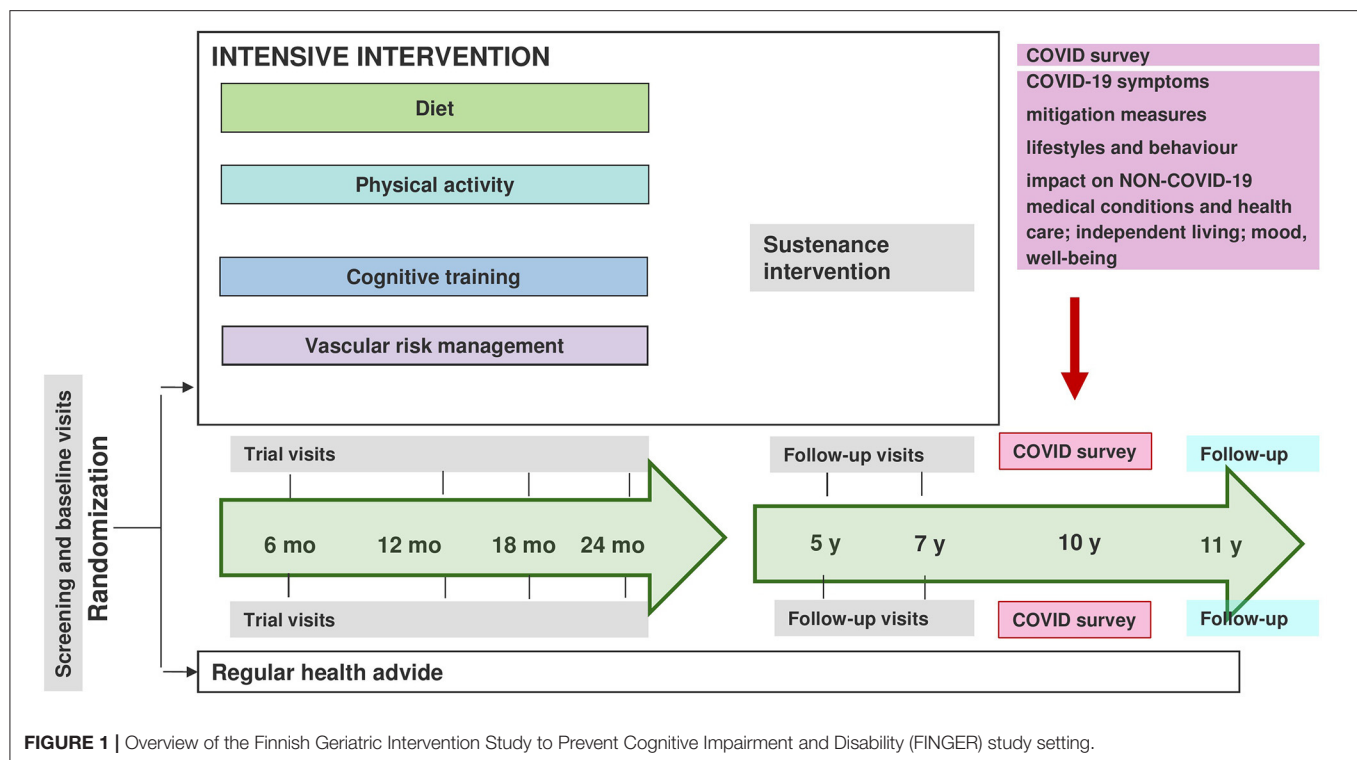 INTENSIVE INTERVENTION
Diet
Physical activity
Cognitive training
Vascular risk management
Sustenance
intervention
COVID survey
COVID-19 symptoms
mitigation measures
lifestyles and behaviour
impact on NON-COVID-19
medical conditions and health
care; independent living; mood,
well-being
Screening and baseline visits
Randomization
Trial visits
Follow-up visits
COVID survey
Follow-up
6 mo
12 mo
18 mo
24 mo
5 y
7 y
10 y
11 y
Trial visits
Follow-up visits
COVID survey
Follow-up
Regular health advide
FIGURE 1 | Overview of the Finnish Geriatric Intervention Study to Prevent Cognitive Impairment and Disability (FINGER) study setting.